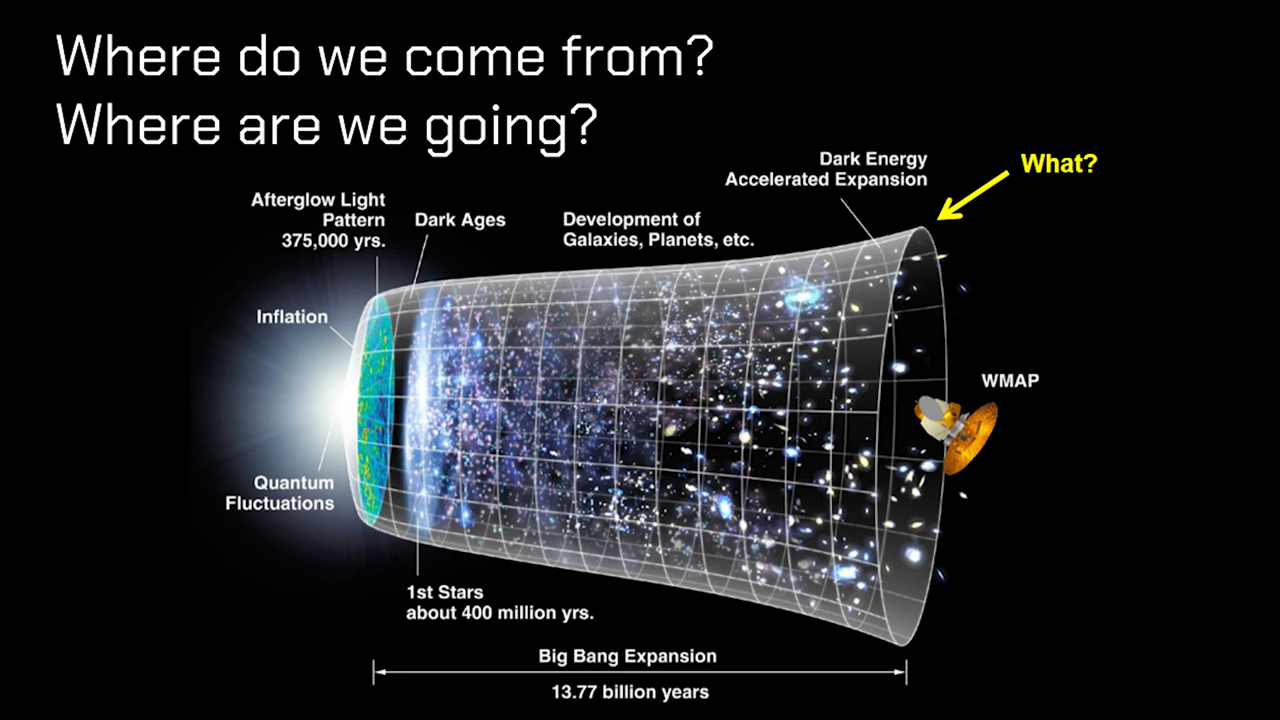 Where do we come from?
Where are we going?
Dark Energy
Accelerated Expansion
What?
Afterglow Light
Pattern
375,000 yrs.
Dark Ages
Development of
Galaxies, Planets, etc.
Inflation
WMAP
Quantum
Fluctuations
1st Stars
about 400 million yrs.
Big Bang Expansion
13.77 billion years